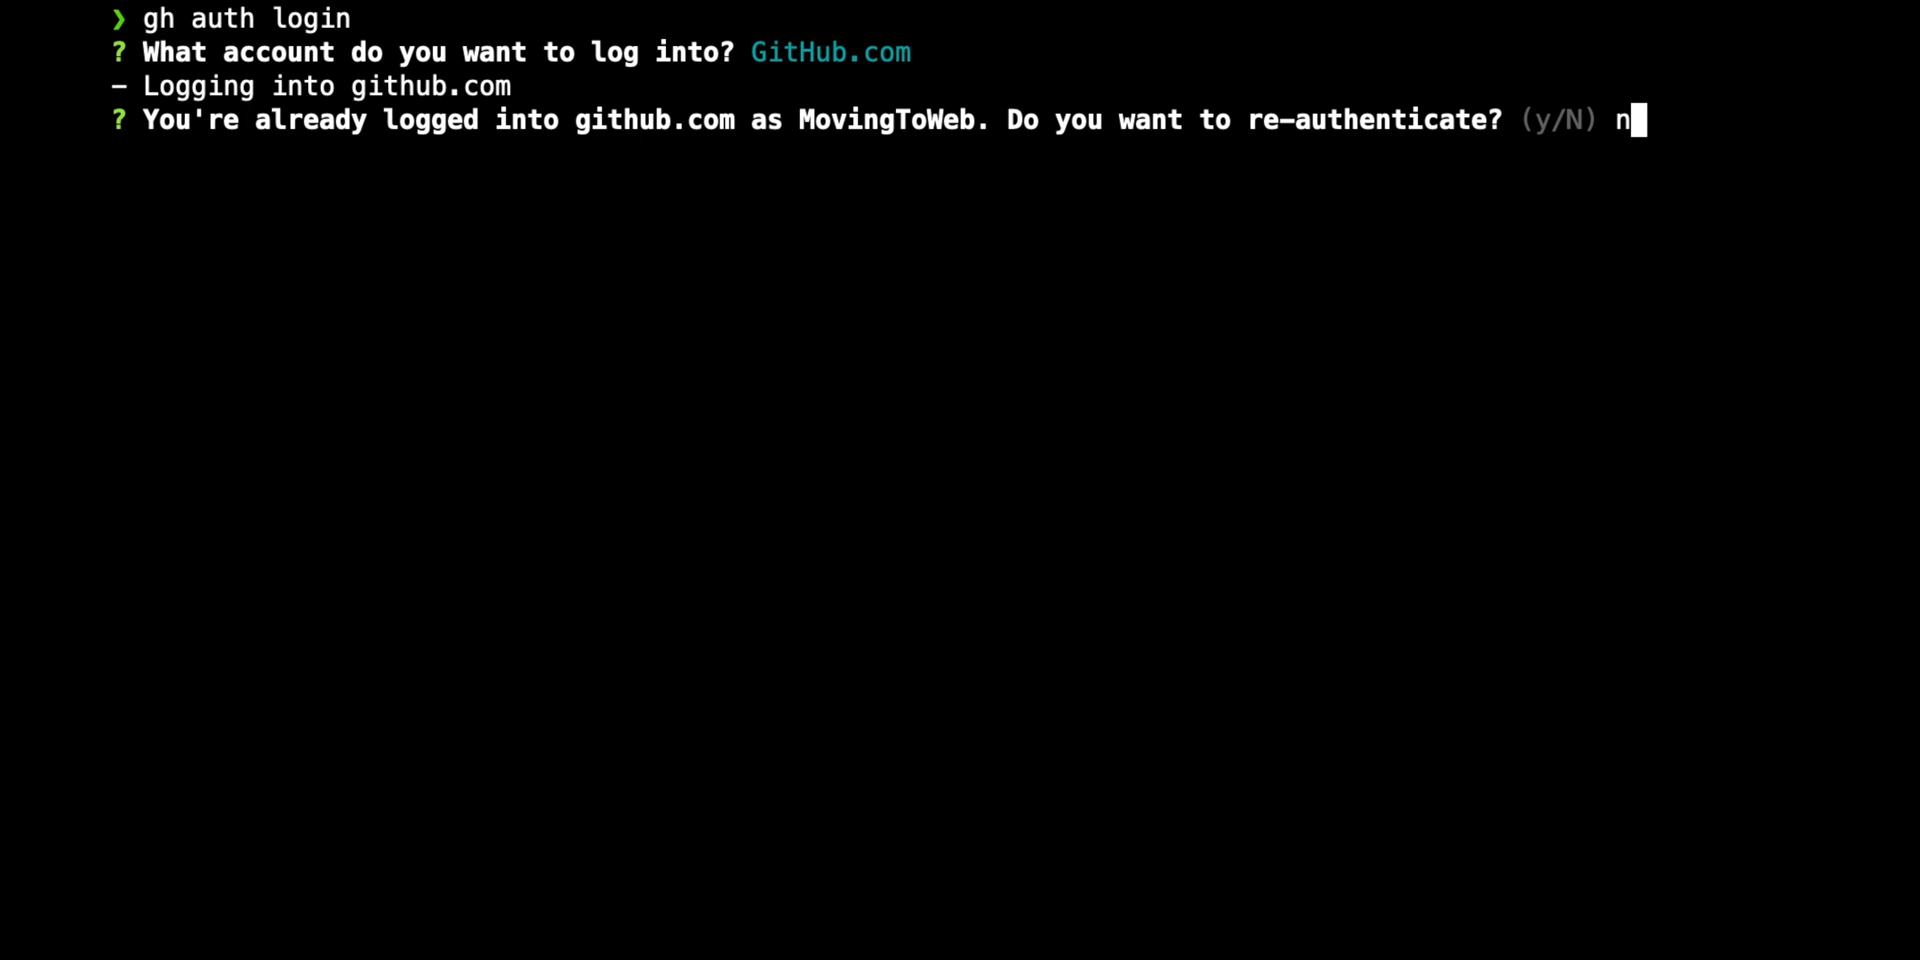 ❯ gh auth login
? What account do you want to log into? GitHub.com
- Logging into github.com
? You're already logged into github.com as MovingToWeb. Do you want to re-authenticate? (y/N) n